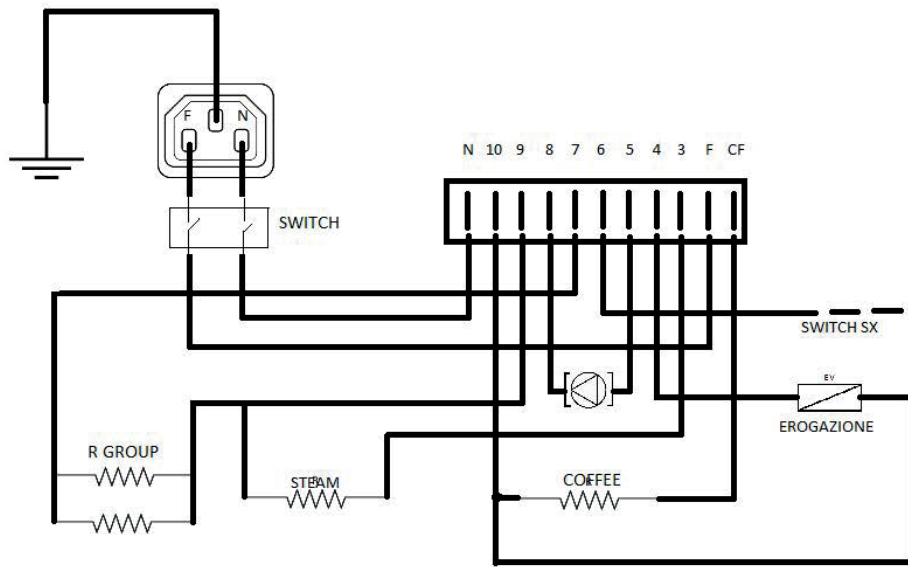 F N
N 10 9 8 7 6 5 4 3 F CF
SWITCH
SWITCH SX
EV
EROGAZIONE
R GROUP
STEAM
COFFEE